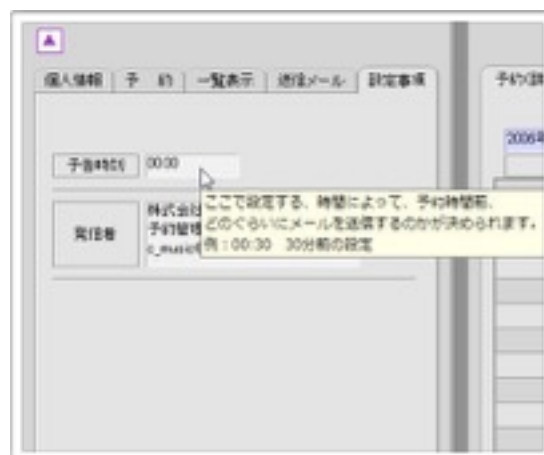 個人情報
予 約
一覧表示
送信メール
設定事項
予告時刻
00:00
ここで設定する、時間によって、予約時間前、
どのぐらいにメールを送信するのかが決められます。
例：00:30 30分前の設定
発信者
株式会社
予約管理
c_music